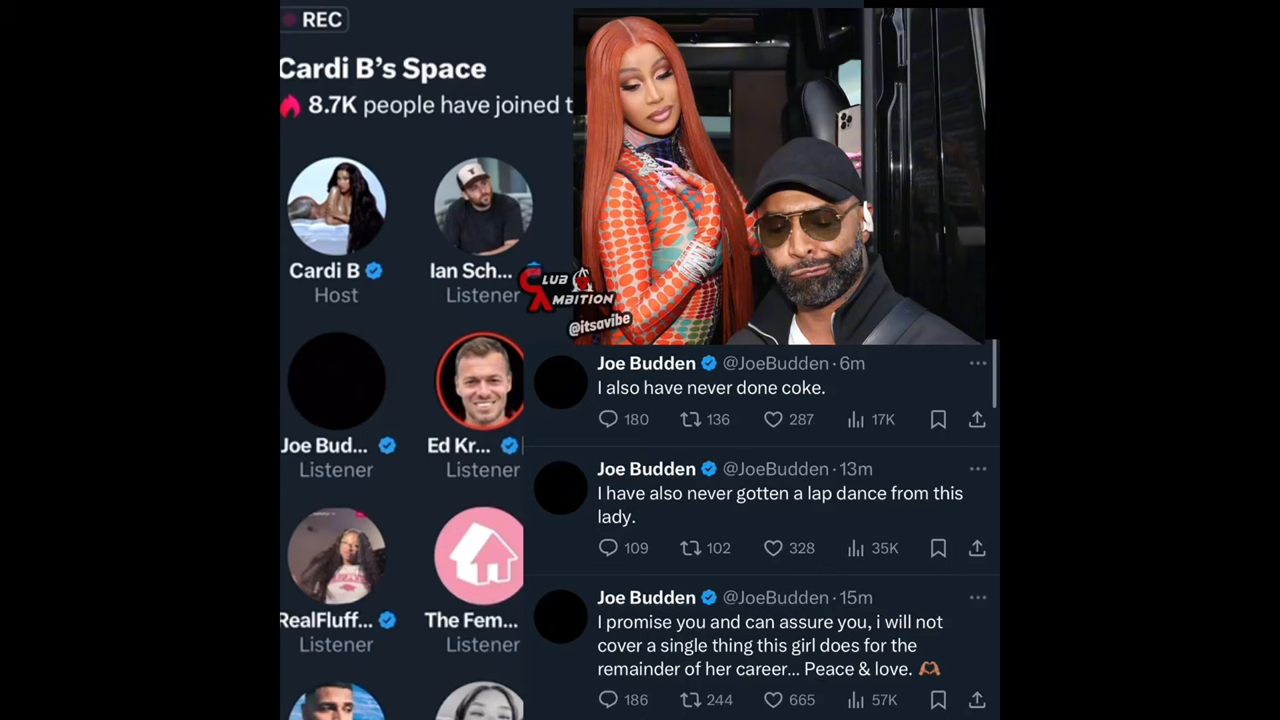 REC
Cardi B's Space
8.7K people have joined t
Cardi B
Host
Ian Sch...
Listener
Joe Bud...
Listener
Ed Kr...
Listener
RealFluff...
Listener
The Fem...
Listener
CLUB
AMBITION
@itsavibe
Joe Budden @JoeBudden · 6m
I also have never done coke.
180 136 287 17K
Joe Budden @JoeBudden · 13m
I have also never gotten a lap dance from this
lady.
109 102 328 35K
Joe Budden @JoeBudden · 15m
I promise you and can assure you, i will not
cover a single thing this girl does for the
remainder of her career... Peace & love. 🫶🏽
186 244 665 57K